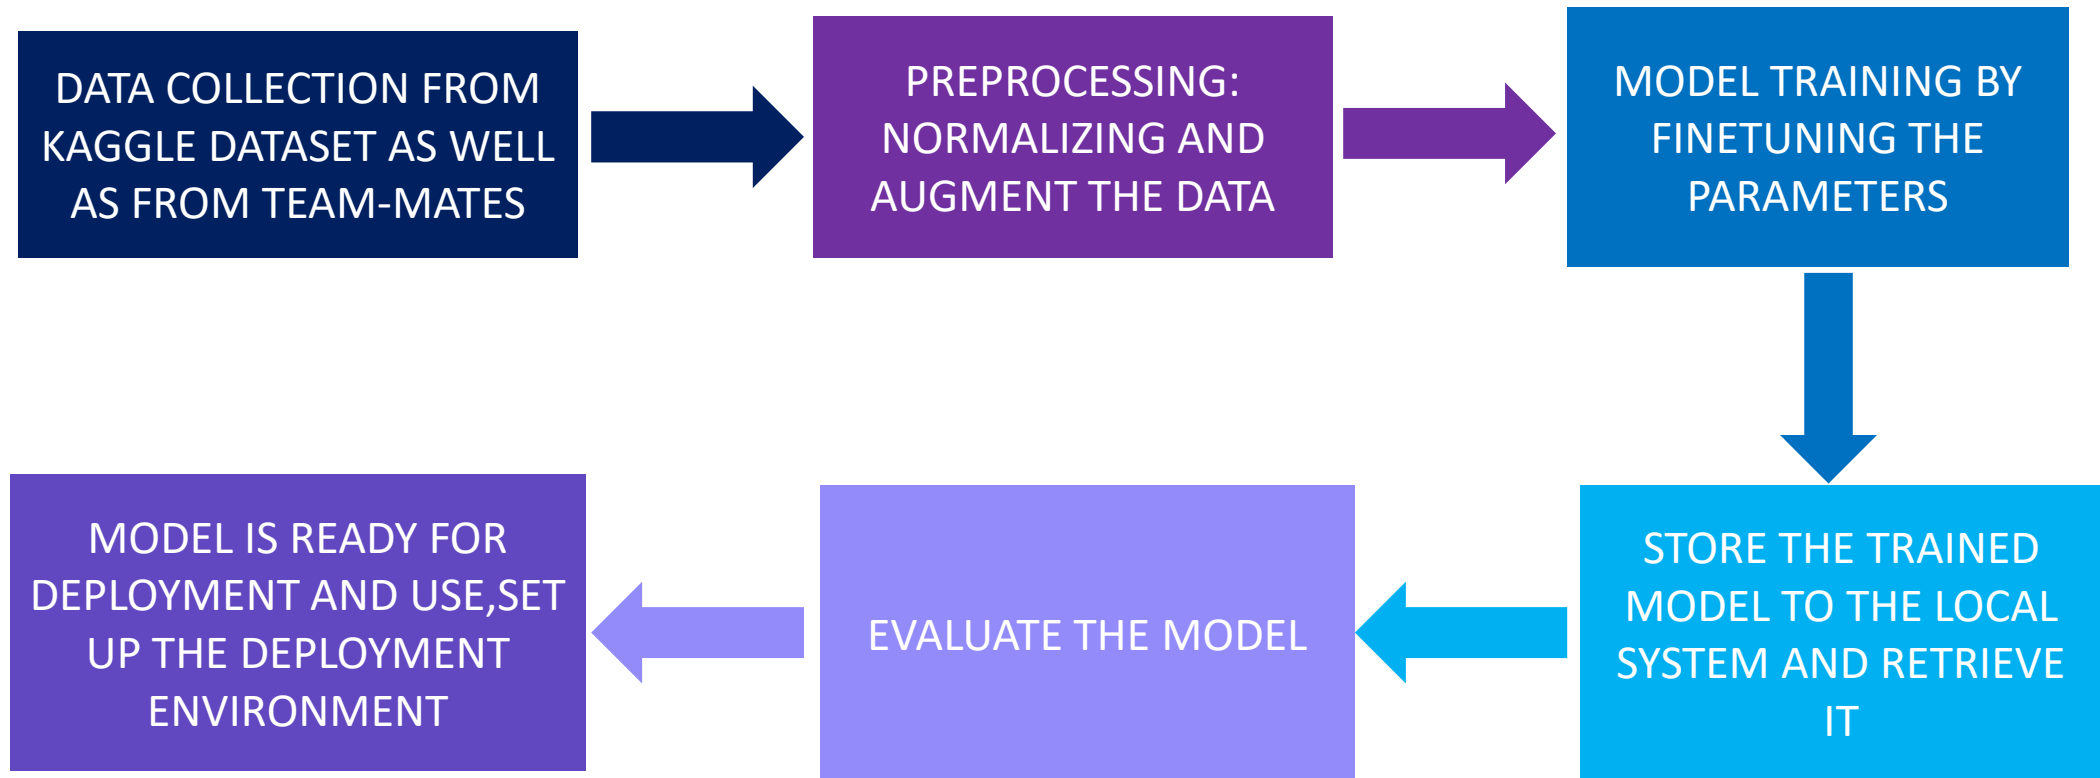 DATA COLLECTION FROM
KAGGLE DATASET AS WELL
AS FROM TEAM-MATES
PREPROCESSING:
NORMALIZING AND
AUGMENT THE DATA
MODEL TRAINING BY
FINETUNING THE
PARAMETERS
STORE THE TRAINED
MODEL TO THE LOCAL
SYSTEM AND RETRIEVE
IT
EVALUATE THE MODEL
MODEL IS READY FOR
DEPLOYMENT AND USE,SET
UP THE DEPLOYMENT
ENVIRONMENT